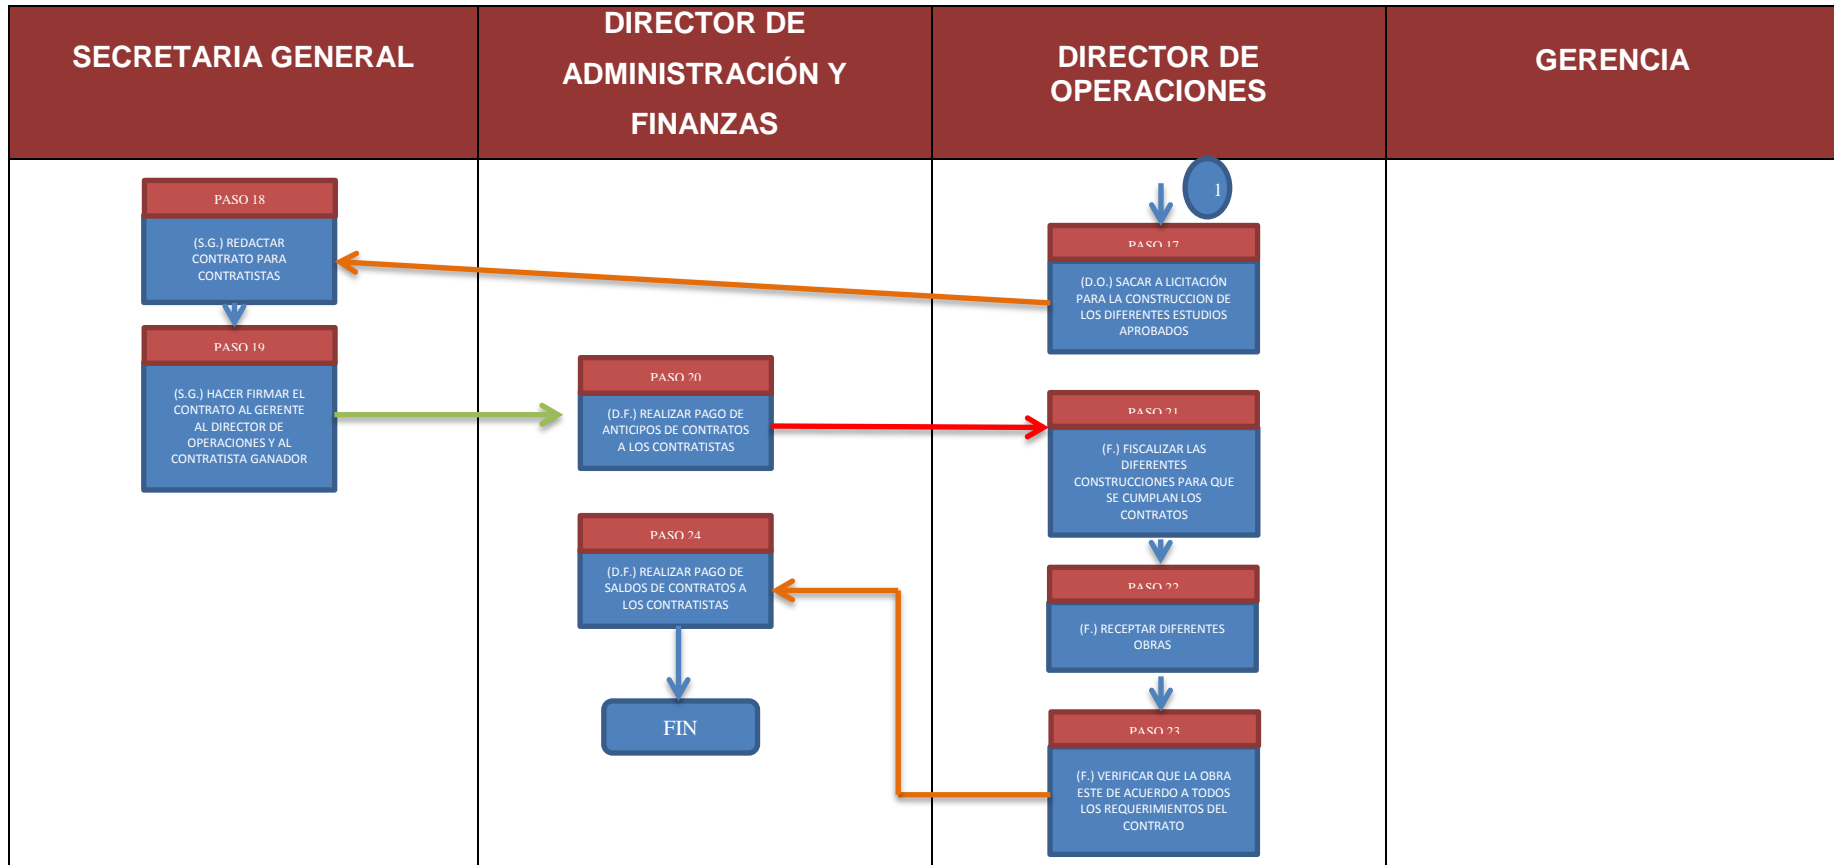 SECRETARIA GENERAL
DIRECTOR DE
ADMINISTRACIÓN Y
FINANZAS
DIRECTOR DE
OPERACIONES
GERENCIA
1
PASO 17
(D.O.) SACAR A LICITACIÓN
PARA LA CONSTRUCCION DE
LOS DIFERENTES ESTUDIOS
APROBADOS
PASO 18
(S.G.) REDACTAR
CONTRATO PARA
CONTRATISTAS
PASO 19
(S.G.) HACER FIRMAR EL
CONTRATO AL GERENTE
AL DIRECTOR DE
OPERACIONES Y AL
CONTRATISTA GANADOR
PASO 20
(D.F.) REALIZAR PAGO DE
ANTICIPOS DE CONTRATOS
A LOS CONTRATISTAS
PASO 21
(F.) FISCALIZAR LAS
DIFERENTES
CONSTRUCCIONES PARA QUE
SE CUMPLAN LOS
CONTRATOS
PASO 22
(F.) RECEPTAR DIFERENTES
OBRAS
PASO 23
(F.) VERIFICAR QUE LA OBRA
ESTE DE ACUERDO A TODOS
LOS REQUERIMIENTOS DEL
CONTRATO
PASO 24
(D.F.) REALIZAR PAGO DE
SALDOS DE CONTRATOS A
LOS CONTRATISTAS
FIN